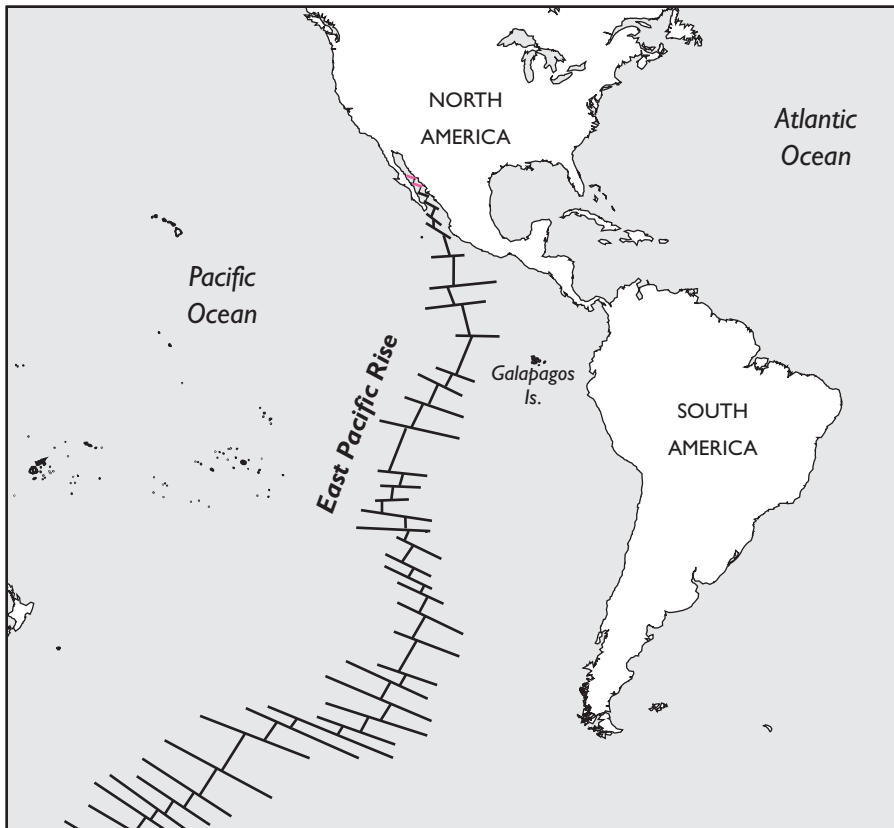 NORTH
AMERICA
Atlantic
Ocean
Pacific
Ocean
East Pacific Rise
Galapagos
Is.
SOUTH
AMERICA